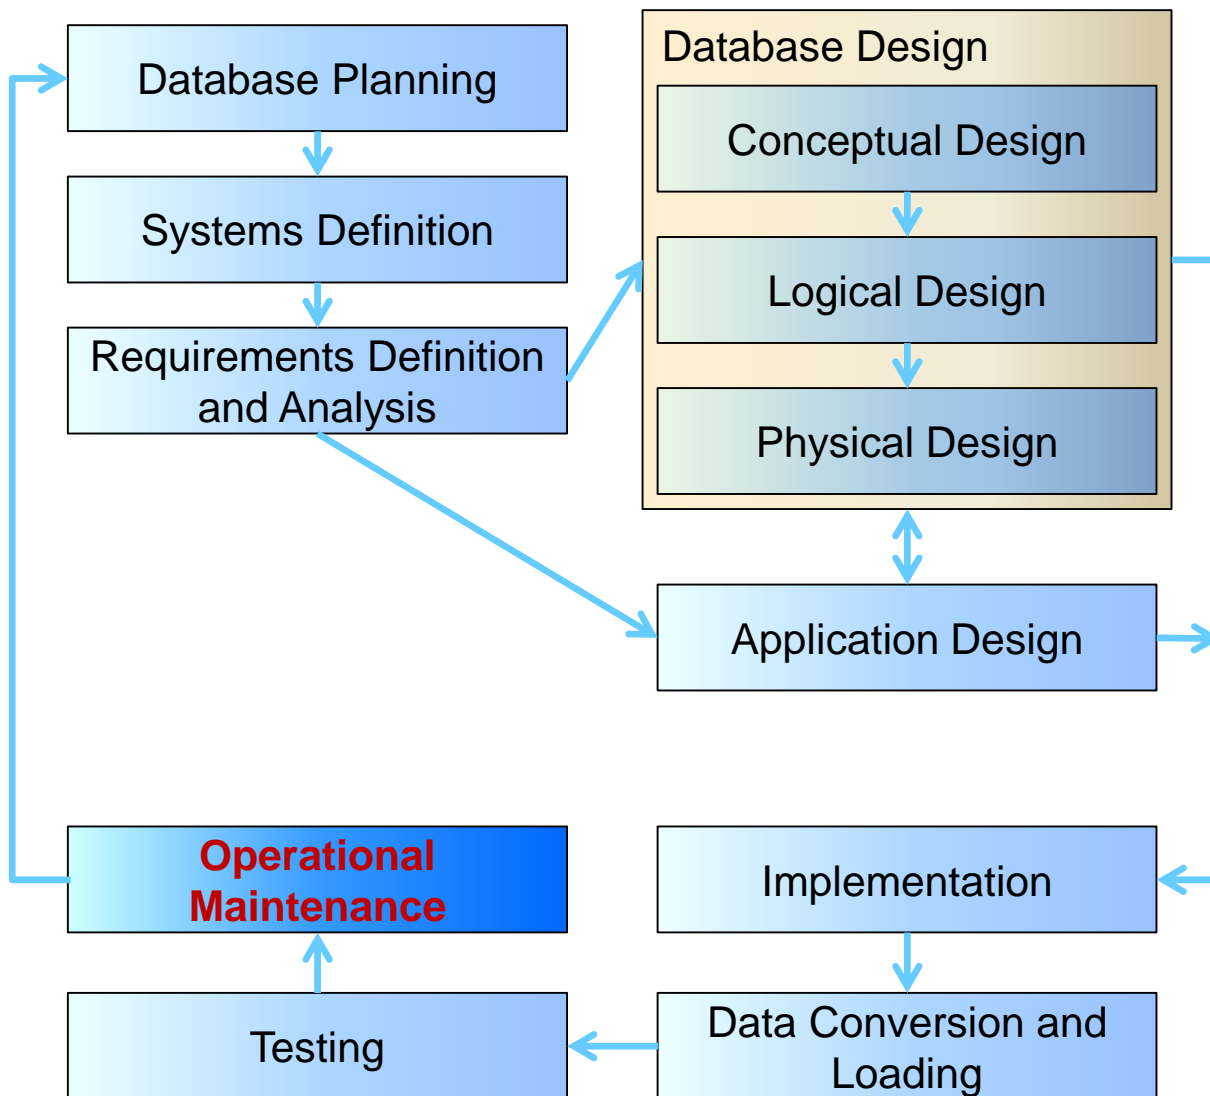 Database Planning
Systems Definition
Requirements Definition
and Analysis
Database Design
Conceptual Design
Logical Design
Physical Design
Application Design
Operational
Maintenance
Implementation
Testing
Data Conversion and
Loading